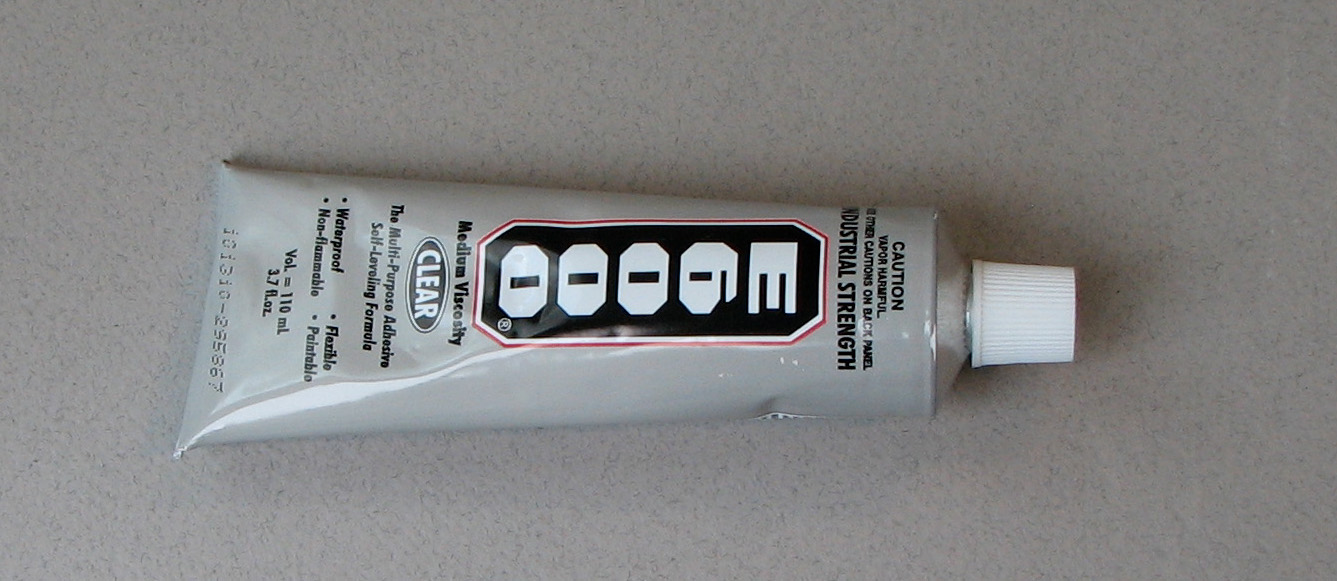 CAUTION
VAPOR HARMFUL
OTHER CAUTIONS ON BACK PANEL
INDUSTRIAL STRENGTH
E6000®
Medium Viscosity
CLEAR
The Multi-Purpose Adhesive
Self-Leveling Formula
• Waterproof • Flexible
• Non-flammable • Paintable
Vol. = 110 mL
3.7 fl.oz.